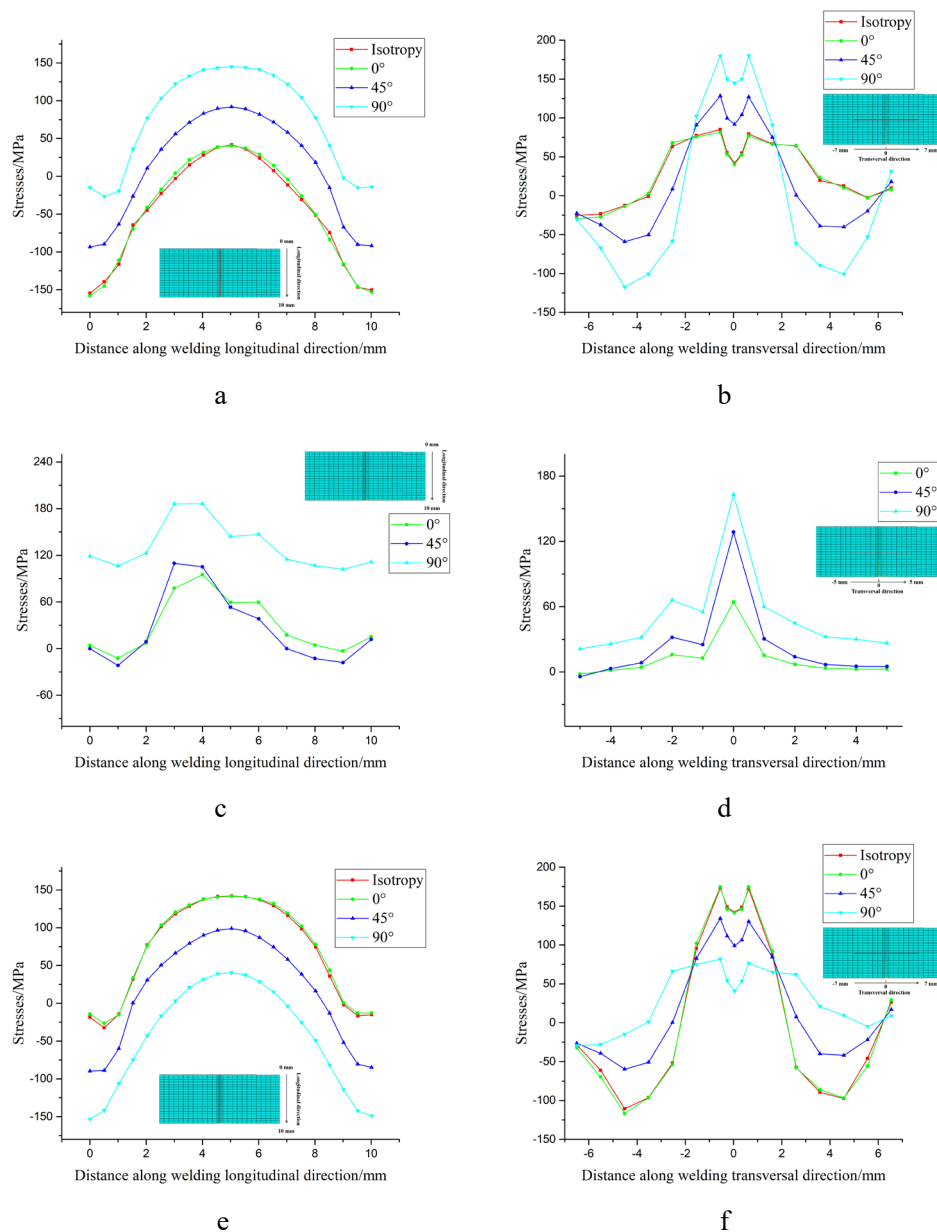 Stresses/MPa
150
100
50
0
-50
-100
-150
0
2
4
6
8
10
Distance along welding longitudinal direction/mm
Isotropy
0°
45°
90°
0 mm
Longitudinal direction
10 mm
a
Stresses/MPa
200
150
100
50
0
-50
-100
-150
-6
-4
-2
0
2
4
6
Distance along welding transversal direction/mm
Isotropy
0°
45°
90°
-7 mm
0
7 mm
Transversal direction
b
Stresses/MPa
240
180
120
60
0
-60
0
2
4
6
8
10
Distance along welding longitudinal direction/mm
0 mm
Longitudinal direction
10 mm
0°
45°
90°
c
Stresses/MPa
180
120
60
0
-4
-2
0
2
4
Distance along welding transversal direction/mm
0°
45°
90°
-5 mm
0
5 mm
Transversal direction
d
Stresses/MPa
150
100
50
0
-50
-100
-150
0
2
4
6
8
10
Distance along welding longitudinal direction/mm
Isotropy
0°
45°
90°
0 mm
Longitudinal direction
10 mm
e
Stresses/MPa
200
150
100
50
0
-50
-100
-150
-6
-4
-2
0
2
4
6
Distance along welding transversal direction/mm
Isotropy
0°
45°
90°
-7 mm
0
7 mm
Transversal direction
f